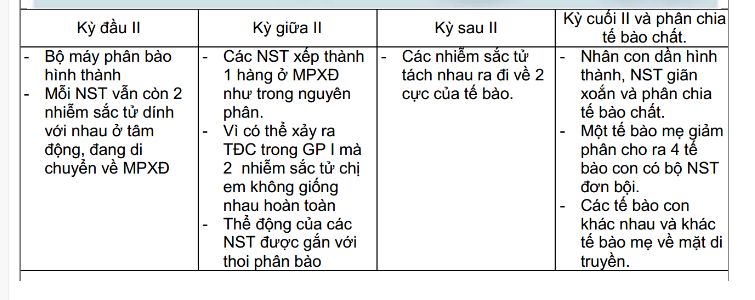 Kỳ đầu II
Kỳ giữa II
Kỳ sau II
Kỳ cuối II và phân chia
tế bào chất.
- Bộ máy phân bào
hình thành
- Mỗi NST vẫn còn 2
nhiễm sắc tử dính
với nhau ở tâm
động, đang di
chuyển về MPXĐ
- Các NST xếp thành
1 hàng ở MPXĐ
như trong nguyên
phân.
- Vì có thể xảy ra
TĐC trong GP I mà
2 nhiễm sắc tử chị
em không giống
nhau hoàn toàn
- Thể động của các
NST được gắn với
thoi phân bào
- Các nhiễm sắc tử
tách nhau ra đi về 2
cực của tế bào.
- Nhân con dần hình
thành, NST giãn
xoắn và phân chia
tế bào chất.
- Một tế bào mẹ giảm
phân cho ra 4 tế
bào con có bộ NST
đơn bội.
- Các tế bào con
khác nhau và khác
tế bào mẹ về mặt di
truyền.